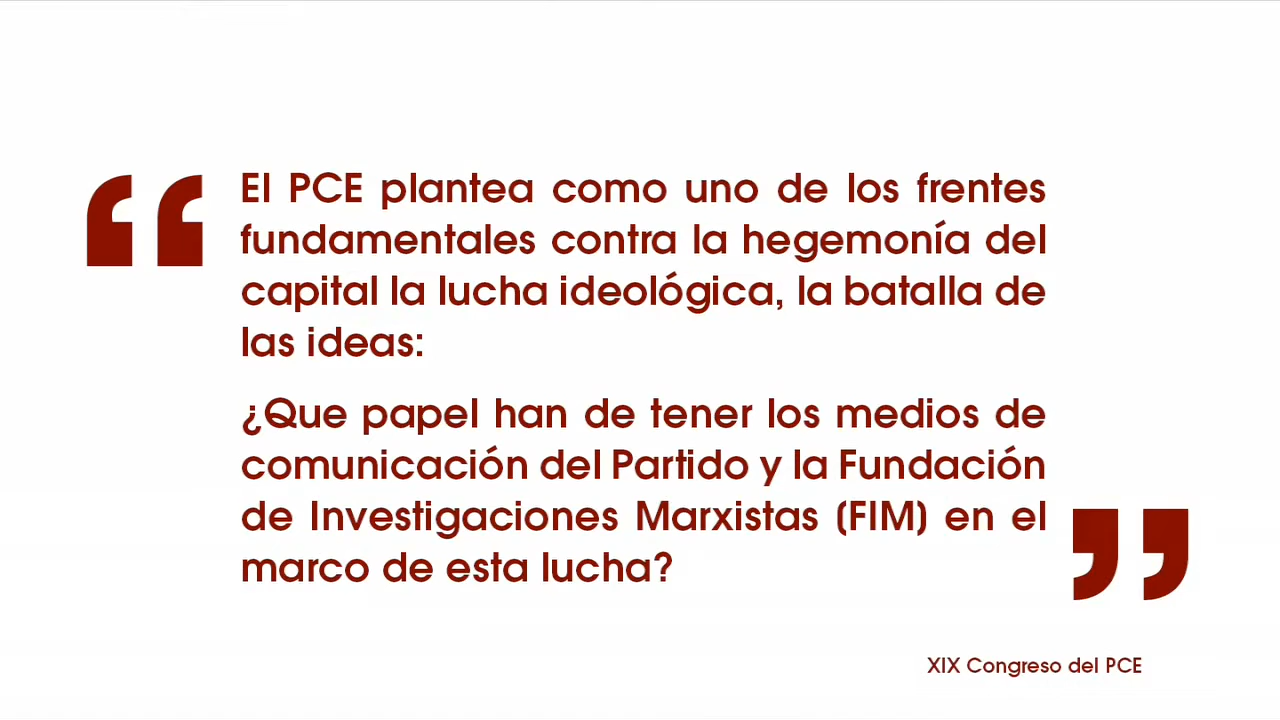 “ El PCE plantea como uno de los frentes
fundamentales contra la hegemonía del
capital la lucha ideológica, la batalla de
las ideas:
¿Que papel han de tener los medios de
comunicación del Partido y la Fundación
de Investigaciones Marxistas (FIM) en el
marco de esta lucha? ”
XIX Congreso del PCE